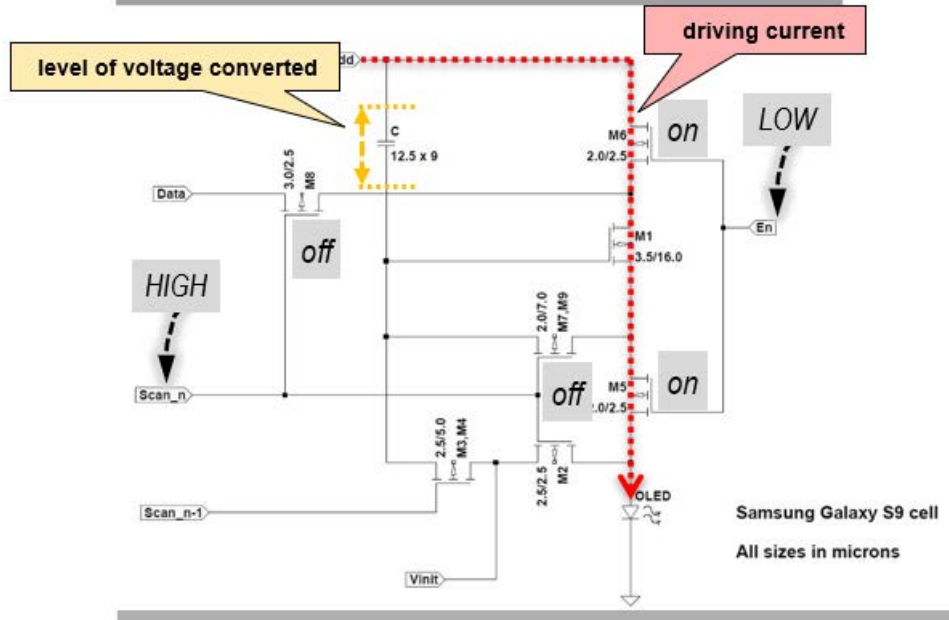 driving current
level of voltage converted
dd
C
12.5 x 9
M6
2.0/2.5
on
LOW
Data
3.0/2.5
M8
off
En
M1
3.5/16.0
HIGH
2.0/7.0
M7,M9
Scan_n
off
M5
2.0/2.5
on
2.5/5.0
M3,M4
2.5/2.5
M2
OLED
Scan_n-1
Samsung Galaxy S9 cell
All sizes in microns
Vinit